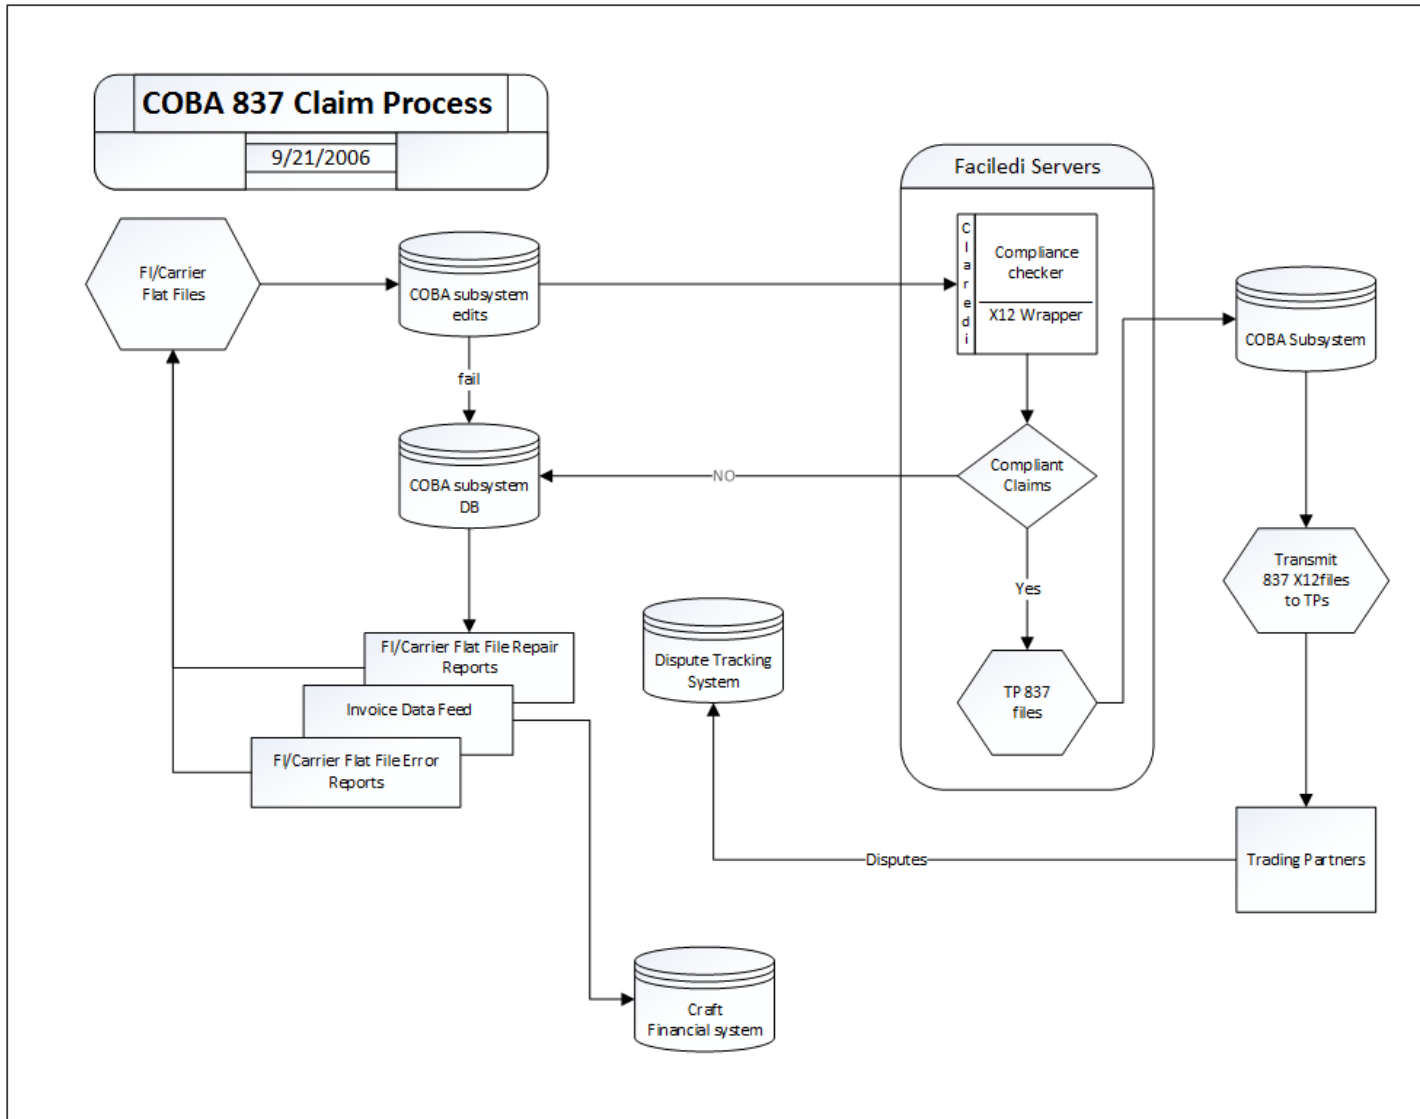 COBA 837 Claim Process
9/21/2006
Faciledi Servers
FI/Carrier
Flat Files
COBA subsystem
edits
Claredi
Compliance
checker
X12 Wrapper
COBA Subsystem
fail
COBA subsystem
DB
NO
Compliant
Claims
Transmit
837 X12files
to TPs
Yes
FI/Carrier Flat File Repair
Reports
Dispute Tracking
System
TP 837
files
Invoice Data Feed
FI/Carrier Flat File Error
Reports
Disputes
Trading Partners
Craft
Financial system